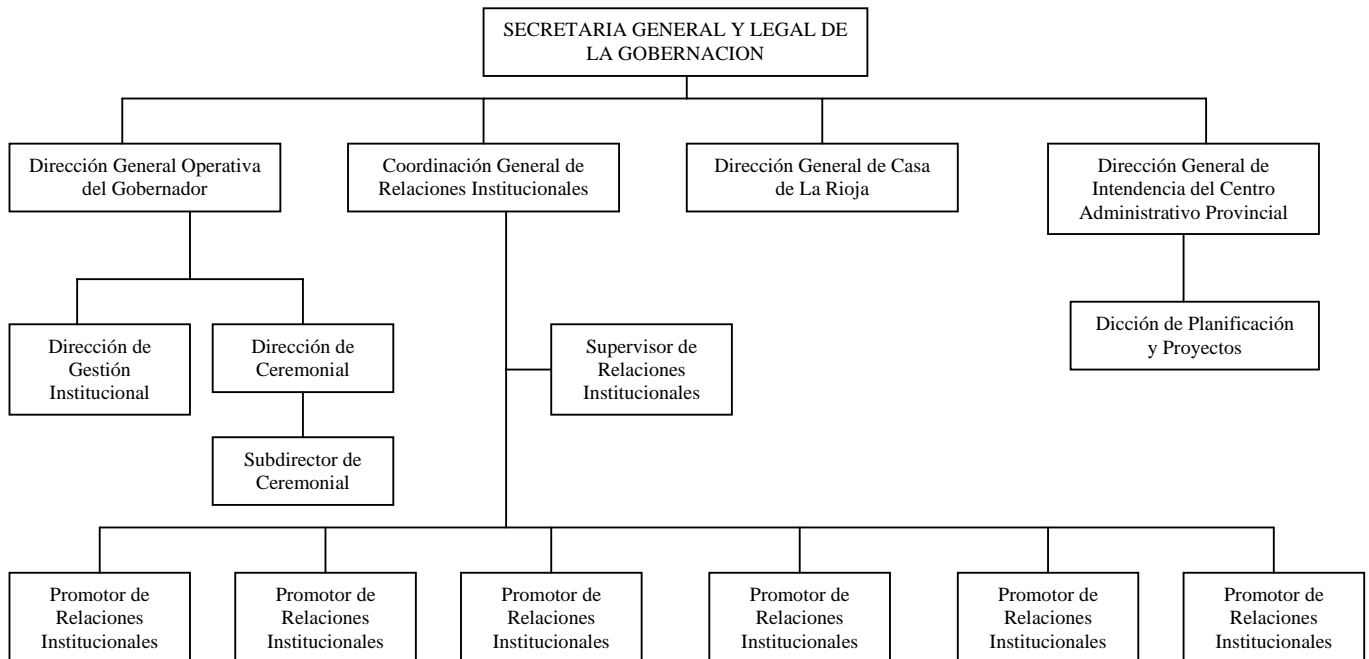 SECRETARIA GENERAL Y LEGAL DE
LA GOBERNACION
Dirección General Operativa
del Gobernador
Coordinación General de
Relaciones Institucionales
Dirección General de Casa
de La Rioja
Dirección General de
Intendencia del Centro
Administrativo Provincial
Dirección de
Gestión
Institucional
Dirección de
Ceremonial
Supervisor de
Relaciones
Institucionales
Dicción de Planificación
y Proyectos
Subdirector de
Ceremonial
Promotor de
Relaciones
Institucionales
Promotor de
Relaciones
Institucionales
Promotor de
Relaciones
Institucionales
Promotor de
Relaciones
Institucionales
Promotor de
Relaciones
Institucionales
Promotor de
Relaciones
Institucionales